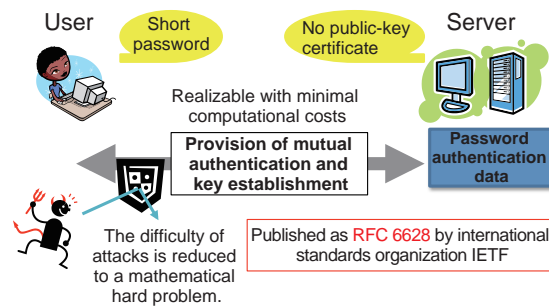 User
Short
password
No public-key
certificate
Server
Realizable with minimal
computational costs
Provision of mutual
authentication and
key establishment
Password
authentication
data
The difficulty of
attacks is reduced
to a mathematical
hard problem.
Published as RFC 6628 by international
standards organization IETF